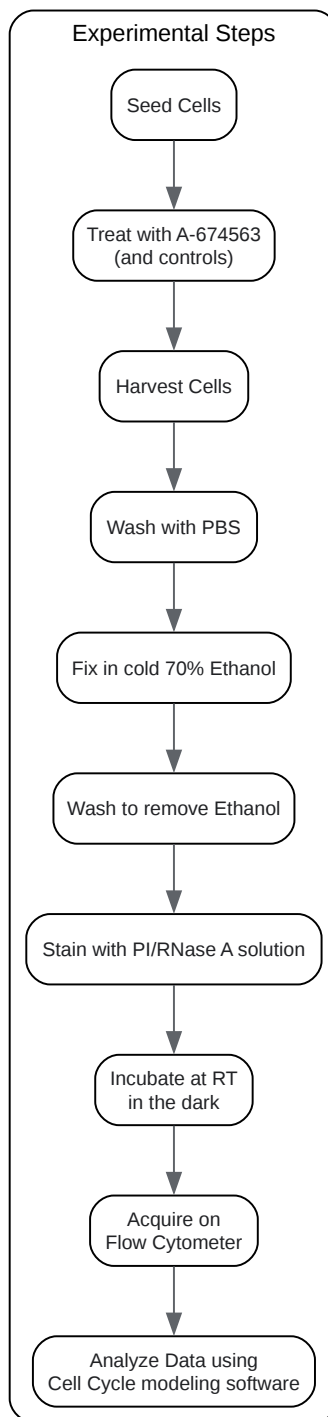 Experimental Steps
Seed Cells
Treat with A-674563
(and controls)
Harvest Cells
Wash with PBS
Fix in cold 70% Ethanol
Wash to remove Ethanol
Stain with PI/RNase A solution
Incubate at RT
in the dark
Acquire on
Flow Cytometer
Analyze Data using
Cell Cycle modeling software